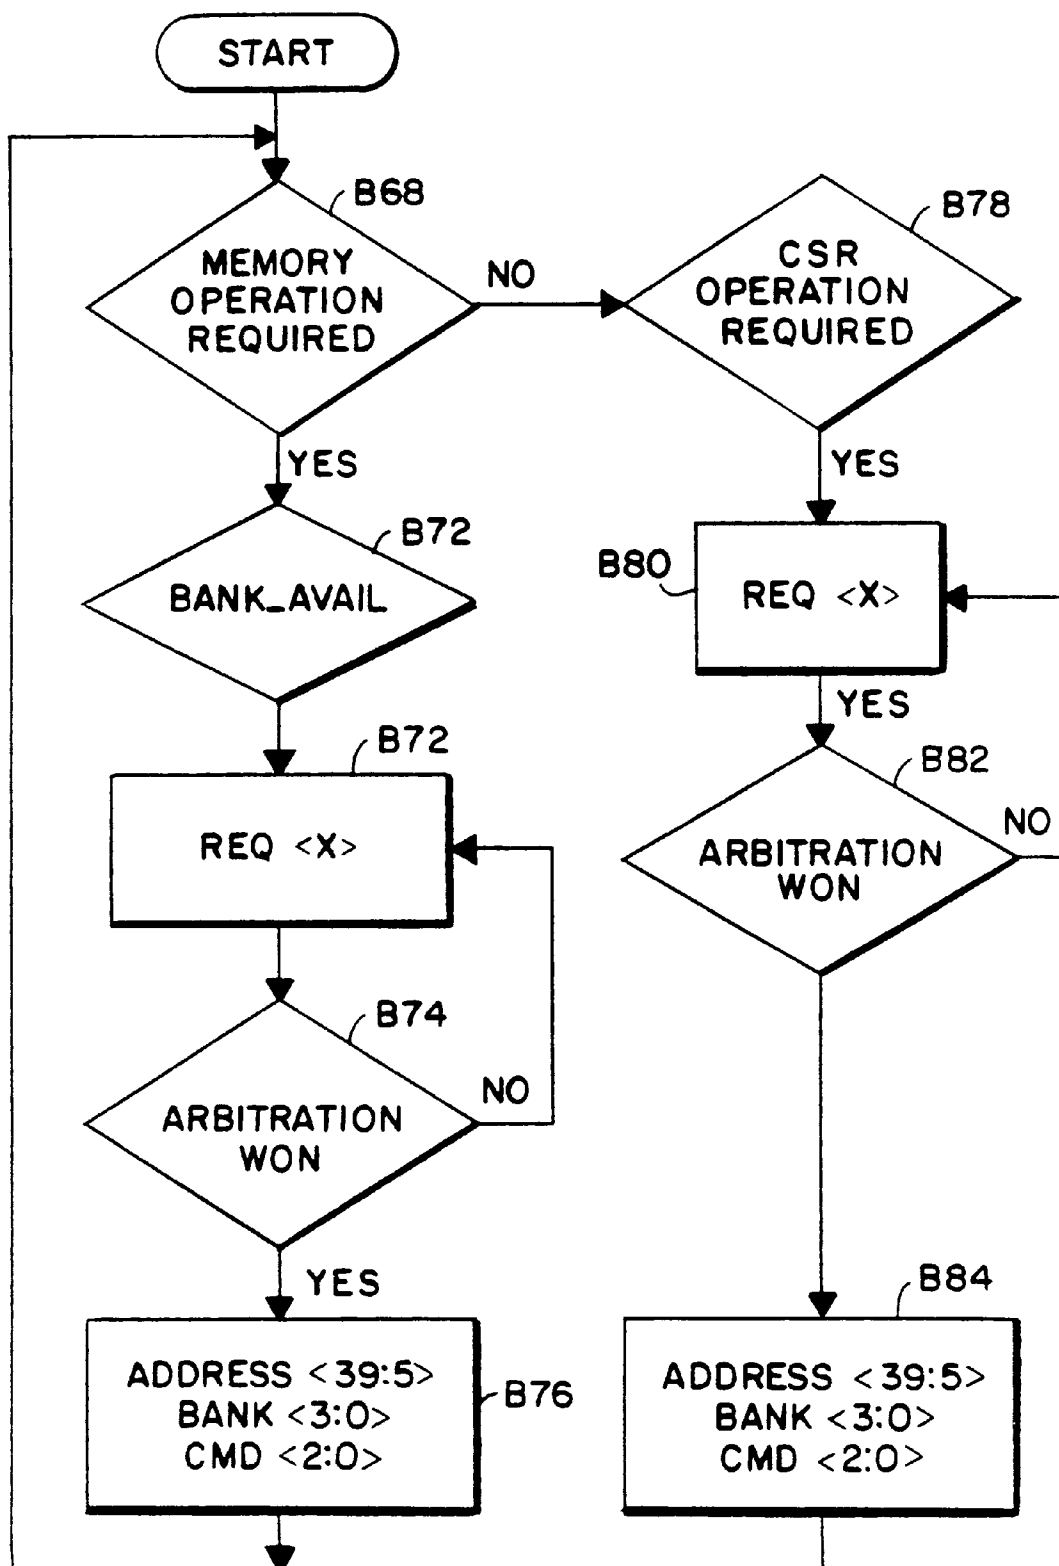 START
B68
MEMORY
OPERATION
REQUIRED
NO
YES
B78
CSR
OPERATION
REQUIRED
YES
B72
BANK_AVAIL
B80
REQ <X>
YES
B72
REQ <X>
B82
ARBITRATION
WON
NO
B74
ARBITRATION
WON
NO
YES
B76
ADDRESS <39:5>
BANK <3:0>
CMD <2:0>
B84
ADDRESS <39:5>
BANK <3:0>
CMD <2:0>